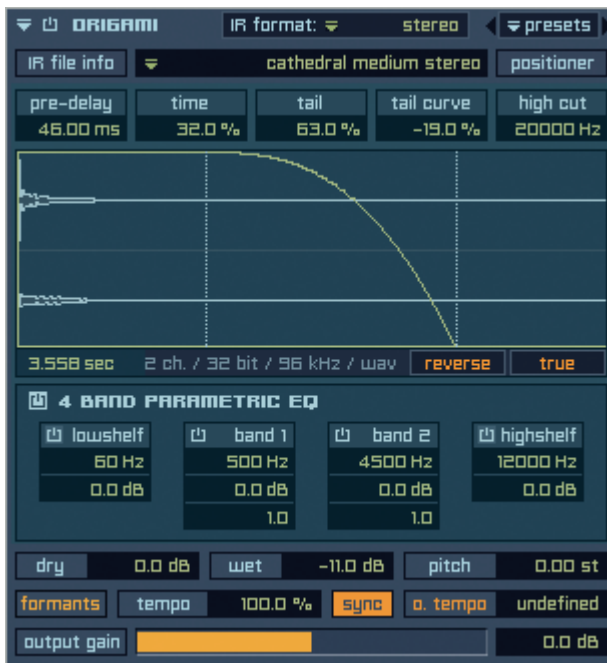 ORIGAMI IR format: stereo presets
IR file info cathedral medium stereo positioner
pre-delay time tail tail curve high cut
46.00 ms 32.0 % 63.0 % -19.0 % 20000 Hz
3.558 sec 2 ch. / 32 bit / 96 kHz / wav reverse true
4 BAND PARAMETRIC EQ
lowshelf band 1 band 2 highshelf
60 Hz 500 Hz 4500 Hz 12000 Hz
0.0 dB 0.0 dB 0.0 dB 0.0 dB
1.0 1.0
dry 0.0 dB wet -11.0 dB pitch 0.00 st
formants tempo 100.0 % sync o. tempo undefined
output gain 0.0 dB